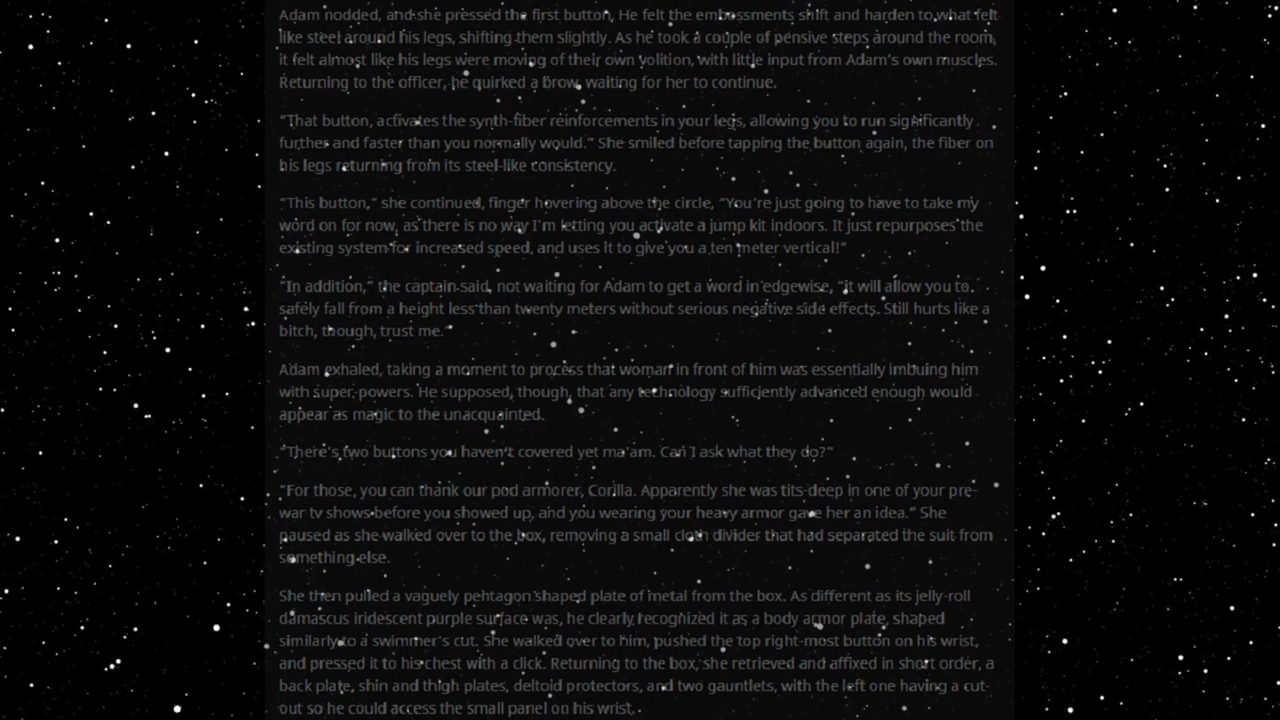 Adam nodded, and she pressed the first button. He felt the embossments shift and harden to what felt
like steel around his legs, shifting them slightly. As he took a couple of pensive steps around the room,
it felt almost like his legs were moving of their own volition, with little input from Adam's own muscles.
Returning to the officer, he quirked a brow, waiting for her to continue.
"That button, activates the synth-fiber reinforcements in your legs, allowing you to run significantly
further and faster than you normally would." She smiled before tapping the button again, the fiber on
his legs returning from its steel-like consistency.
"This button," she continued, finger hovering above the circle, "You're just going to have to take my
word on for now, as there is no way I'm letting you activate a jump kit indoors. It just repurposes the
existing system for increased speed, and uses it to give you a ten meter vertical!"
"In addition," the captain said, not waiting for Adam to get a word in edgewise, "it will allow you to
safely fall from a height less than twenty meters without serious negative side effects. Still hurts like a
bitch, though, trust me."
Adam exhaled, taking a moment to process that woman in front of him was essentially imbuing him
with super-powers. He supposed, though, that any technology sufficiently advanced enough would
appear as magic to the unacquainted.
"There's two buttons you haven't covered yet ma'am. Can I ask what they do?"
"For those, you can thank our pod armorer, Corilla. Apparently she was tits-deep in one of your pre-
war tv shows before you showed up, and you wearing your heavy armor gave her an idea." She
paused as she walked over to the box, removing a small cloth divider that had separated the suit from
something else.
She then pulled a vaguely pentagon shaped plate of metal from the box. As different as its jelly-roll
damascus iridescent purple surface was, he clearly recognized it as a body armor plate, shaped
similarly to a swimmer's cut. She walked over to him, pushed the top right-most button on his wrist,
and pressed it to his chest with a click. Returning to the box, she retrieved and affixed in short order, a
back plate, shin and thigh plates, deltoid protectors, and two gauntlets, with the left one having a cut-
out so he could access the small panel on his wrist.